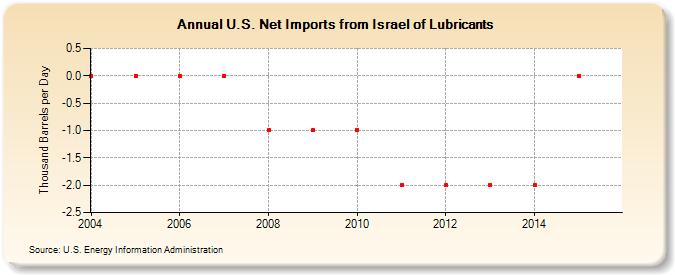 Annual U.S. Net Imports from Israel of Lubricants
Thousand Barrels per Day
0.5
0.0
-0.5
-1.0
-1.5
-2.0
-2.5
2004 2006 2008 2010 2012 2014
Source: U.S. Energy Information Administration